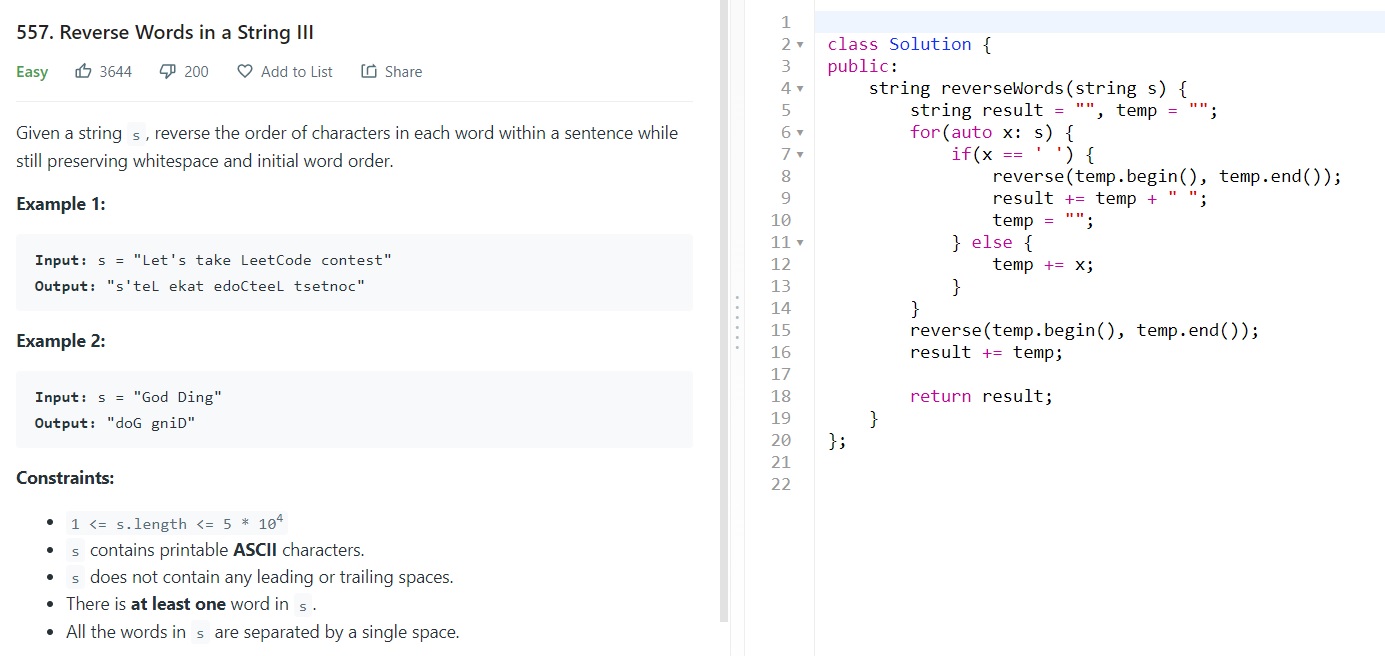 557. Reverse Words in a String III
Easy 3644 200 Add to List Share
Given a string s , reverse the order of characters in each word within a sentence while
still preserving whitespace and initial word order.
Example 1:
Input: s = "Let's take LeetCode contest"
Output: "s'teL ekat edoCteeL tsetnoc"
Example 2:
Input: s = "God Ding"
Output: "doG gniD"
Constraints:
• 1 <= s.length <= 5 * 10⁴
• s contains printable ASCII characters.
• s does not contain any leading or trailing spaces.
• There is at least one word in s .
• All the words in s are separated by a single space.
1
2 class Solution {
3 public:
4     string reverseWords(string s) {
5         string result = "", temp = "";
6         for(auto x: s) {
7             if(x == ' ') {
8                 reverse(temp.begin(), temp.end());
9                 result += temp + " ";
10                 temp = "";
11             } else {
12                 temp += x;
13             }
14         }
15         reverse(temp.begin(), temp.end());
16         result += temp;
17
18         return result;
19     }
20 };
21
22